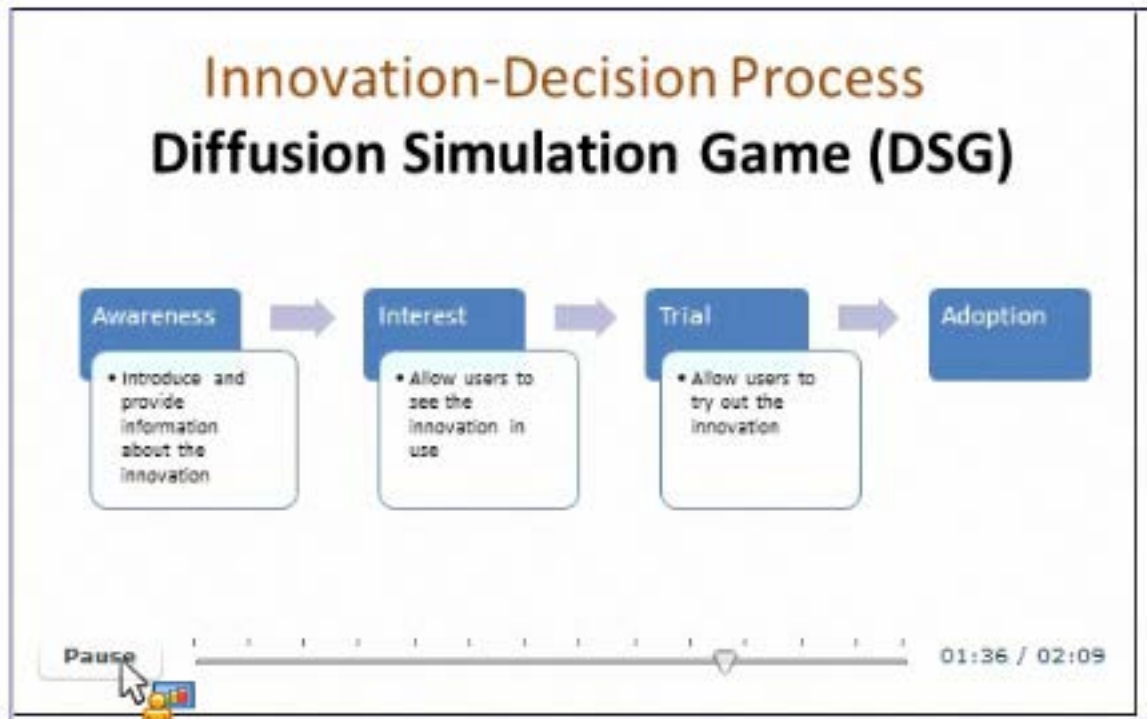 Innovation-Decision Process
Diffusion Simulation Game (DSG)
Awareness
• Introduce and
provide
information
about the
innovation
Interest
• Allow users to
see the
innovation in
use
Trial
• Allow users to
try out the
innovation
Adoption
Pause
01:36 / 02:09